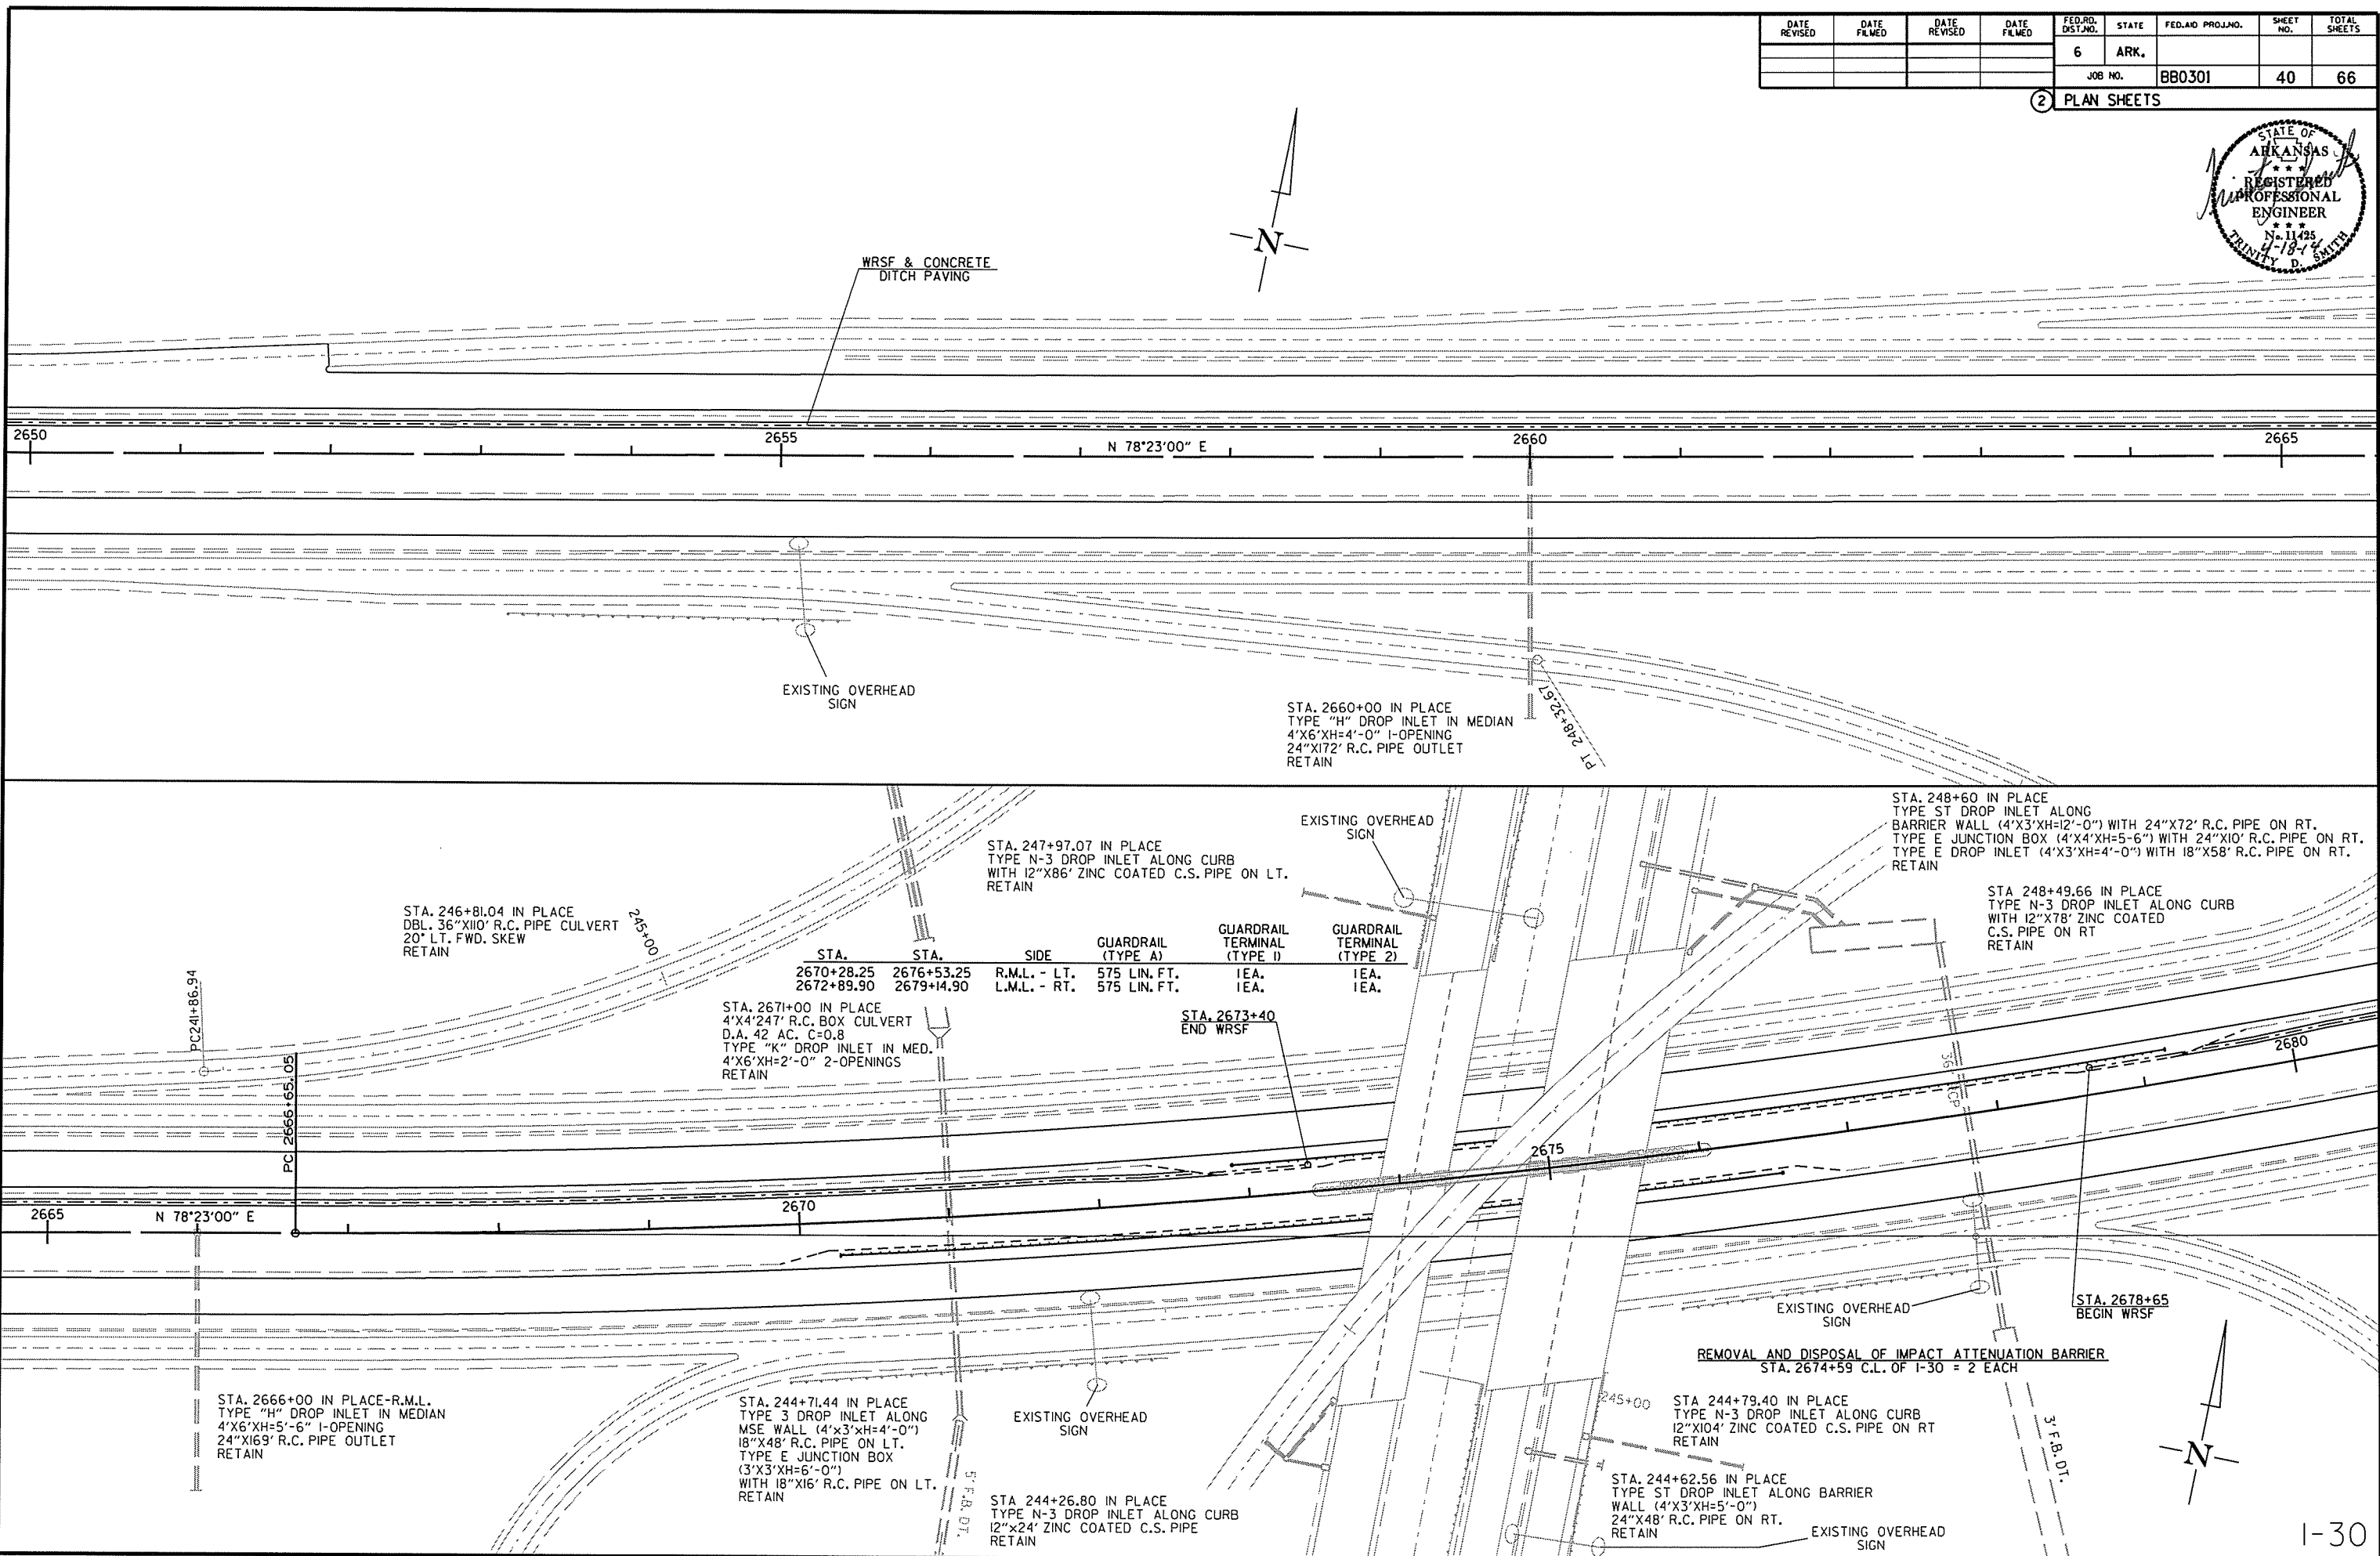 DATE REVISED DATE FILMED DATE REVISED DATE FILMED FED.RD. DIST.NO. STATE FED.AID PROJ.NO. SHEET NO. TOTAL SHEETS
6 ARK.
JOB NO. BB0301 40 66
2 PLAN SHEETS
STATE OF
ARKANSAS
★ ★ ★
REGISTERED
PROFESSIONAL
ENGINEER
★ ★ ★
No. 11425
4-18-14
TRINITY D. SMITH
N
WRSF & CONCRETE
DITCH PAVING
2650 2655 2660 2665
N 78°23'00" E
EXISTING OVERHEAD
SIGN
STA. 2660+00 IN PLACE
TYPE "H" DROP INLET IN MEDIAN
4'X6'XH=4'-0" 1-OPENING
24"X172' R.C. PIPE OUTLET
RETAIN
PT 248+32.67
STA. 246+81.04 IN PLACE
DBL. 36"X110' R.C. PIPE CULVERT
20° LT. FWD. SKEW
RETAIN
245+00
PC241+86.94
PC 2666+65.05
STA. 247+97.07 IN PLACE
TYPE N-3 DROP INLET ALONG CURB
WITH 12"X86' ZINC COATED C.S. PIPE ON LT.
RETAIN
EXISTING OVERHEAD
SIGN
STA. 248+60 IN PLACE
TYPE ST DROP INLET ALONG
BARRIER WALL (4'X3'XH=12'-0") WITH 24"X72' R.C. PIPE ON RT.
TYPE E JUNCTION BOX (4'X4'XH=5-6") WITH 24"X10' R.C. PIPE ON RT.
TYPE E DROP INLET (4'X3'XH=4'-0") WITH 18"X58' R.C. PIPE ON RT.
RETAIN
STA 248+49.66 IN PLACE
TYPE N-3 DROP INLET ALONG CURB
WITH 12"X78' ZINC COATED
C.S. PIPE ON RT
RETAIN
STA. STA. SIDE GUARDRAIL (TYPE A) GUARDRAIL TERMINAL (TYPE 1) GUARDRAIL TERMINAL (TYPE 2)
2670+28.25 2676+53.25 R.M.L. - LT. 575 LIN. FT. 1 EA. 1 EA.
2672+89.90 2679+14.90 L.M.L. - RT. 575 LIN. FT. 1 EA. 1 EA.
STA. 2671+00 IN PLACE
4'X4'247' R.C. BOX CULVERT
D.A. 42 AC. C=0.8
TYPE "K" DROP INLET IN MED.
4'X6'XH=2'-0" 2-OPENINGS
RETAIN
STA. 2673+40
END WRSF
2665 N 78°23'00" E 2670 2675 2680
EXISTING OVERHEAD
SIGN
STA. 2678+65
BEGIN WRSF
REMOVAL AND DISPOSAL OF IMPACT ATTENUATION BARRIER
STA. 2674+59 C.L. OF I-30 = 2 EACH
STA. 2666+00 IN PLACE-R.M.L.
TYPE "H" DROP INLET IN MEDIAN
4'X6'XH=5'-6" 1-OPENING
24"X169' R.C. PIPE OUTLET
RETAIN
STA. 244+71.44 IN PLACE
TYPE 3 DROP INLET ALONG
MSE WALL (4'x3'xH=4'-0")
18"X48' R.C. PIPE ON LT.
TYPE E JUNCTION BOX
(3'X3'XH=6'-0")
WITH 18"X16' R.C. PIPE ON LT.
RETAIN
5' F.B. DT.
EXISTING OVERHEAD
SIGN
STA 244+26.80 IN PLACE
TYPE N-3 DROP INLET ALONG CURB
12"x24' ZINC COATED C.S. PIPE
RETAIN
245+00
STA 244+79.40 IN PLACE
TYPE N-3 DROP INLET ALONG CURB
12"X104' ZINC COATED C.S. PIPE ON RT
RETAIN
STA. 244+62.56 IN PLACE
TYPE ST DROP INLET ALONG BARRIER
WALL (4'X3'XH=5'-0")
24"X48' R.C. PIPE ON RT.
RETAIN
EXISTING OVERHEAD
SIGN
3' F.B. DT.
N
I-30